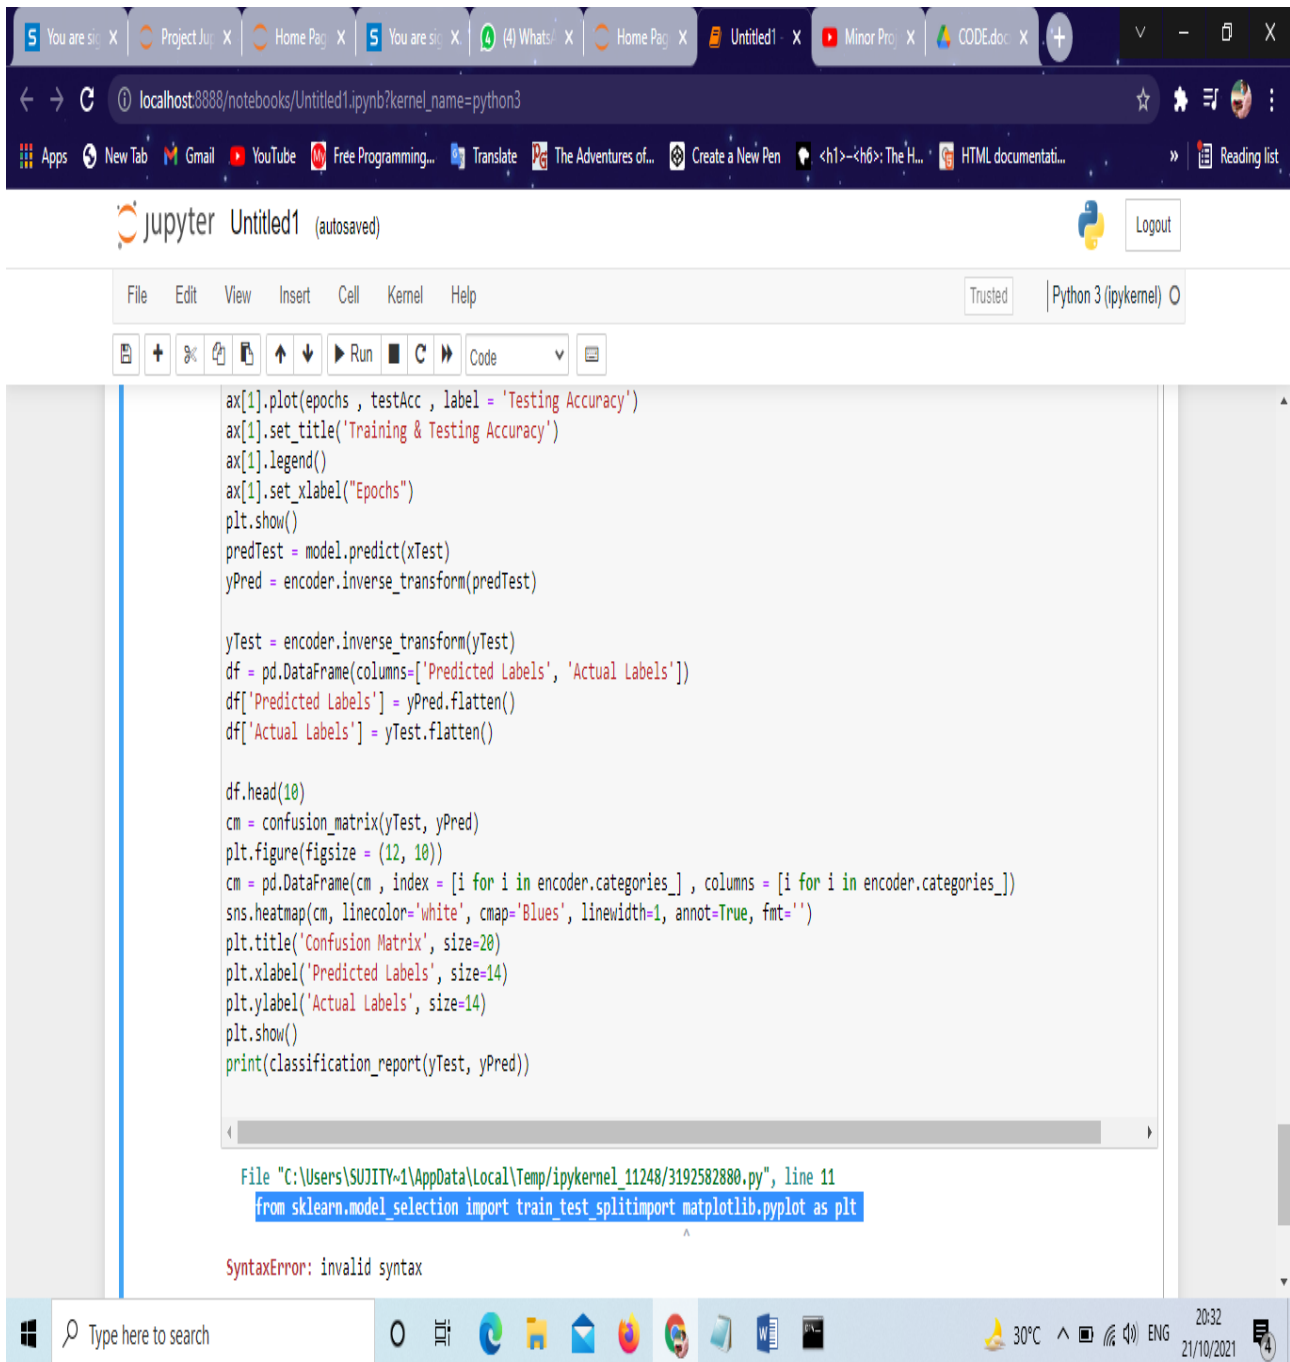 You are sig
Project Jup
Home Pag
You are sig
(4) WhatsA
Home Pag
Untitled1 -
Minor Proj
CODE.doc
localhost:8888/notebooks/Untitled1.ipynb?kernel_name=python3
Apps New Tab Gmail YouTube Free Programming... Translate The Adventures of... Create a New Pen <h1>–<h6>: The H... HTML documentati... » Reading list
jupyter Untitled1 (autosaved)
Logout
File Edit View Insert Cell Kernel Help
Trusted
Python 3 (ipykernel)
Run
Code
ax[1].plot(epochs , testAcc , label = 'Testing Accuracy')
ax[1].set_title('Training & Testing Accuracy')
ax[1].legend()
ax[1].set_xlabel("Epochs")
plt.show()
predTest = model.predict(xTest)
yPred = encoder.inverse_transform(predTest)
yTest = encoder.inverse_transform(yTest)
df = pd.DataFrame(columns=['Predicted Labels', 'Actual Labels'])
df['Predicted Labels'] = yPred.flatten()
df['Actual Labels'] = yTest.flatten()
df.head(10)
cm = confusion_matrix(yTest, yPred)
plt.figure(figsize = (12, 10))
cm = pd.DataFrame(cm , index = [i for i in encoder.categories_] , columns = [i for i in encoder.categories_])
sns.heatmap(cm, linecolor='white', cmap='Blues', linewidth=1, annot=True, fmt='')
plt.title('Confusion Matrix', size=20)
plt.xlabel('Predicted Labels', size=14)
plt.ylabel('Actual Labels', size=14)
plt.show()
print(classification_report(yTest, yPred))
File "C:\Users\SUJITY~1\AppData\Local\Temp/ipykernel_11248/3192582880.py", line 11
from sklearn.model_selection import train_test_splitimport matplotlib.pyplot as plt
^
SyntaxError: invalid syntax
Type here to search
30°C
ENG
20:32
21/10/2021
4